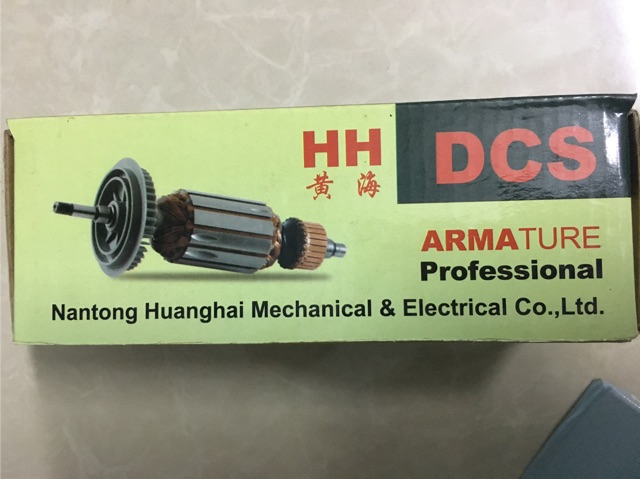 HH
黄 海
DCS
ARMATURE
Professional
Nantong Huanghai Mechanical & Electrical Co.,Ltd.